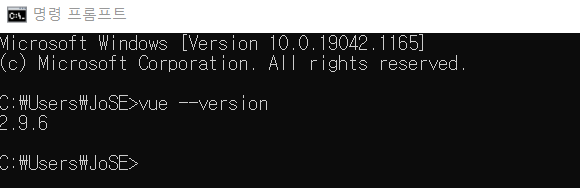 명령 프롬프트
Microsoft Windows [Version 10.0.19042.1165]
(c) Microsoft Corporation. All rights reserved.
C:₩Users₩JoSE>vue --version
2.9.6
C:₩Users₩JoSE>